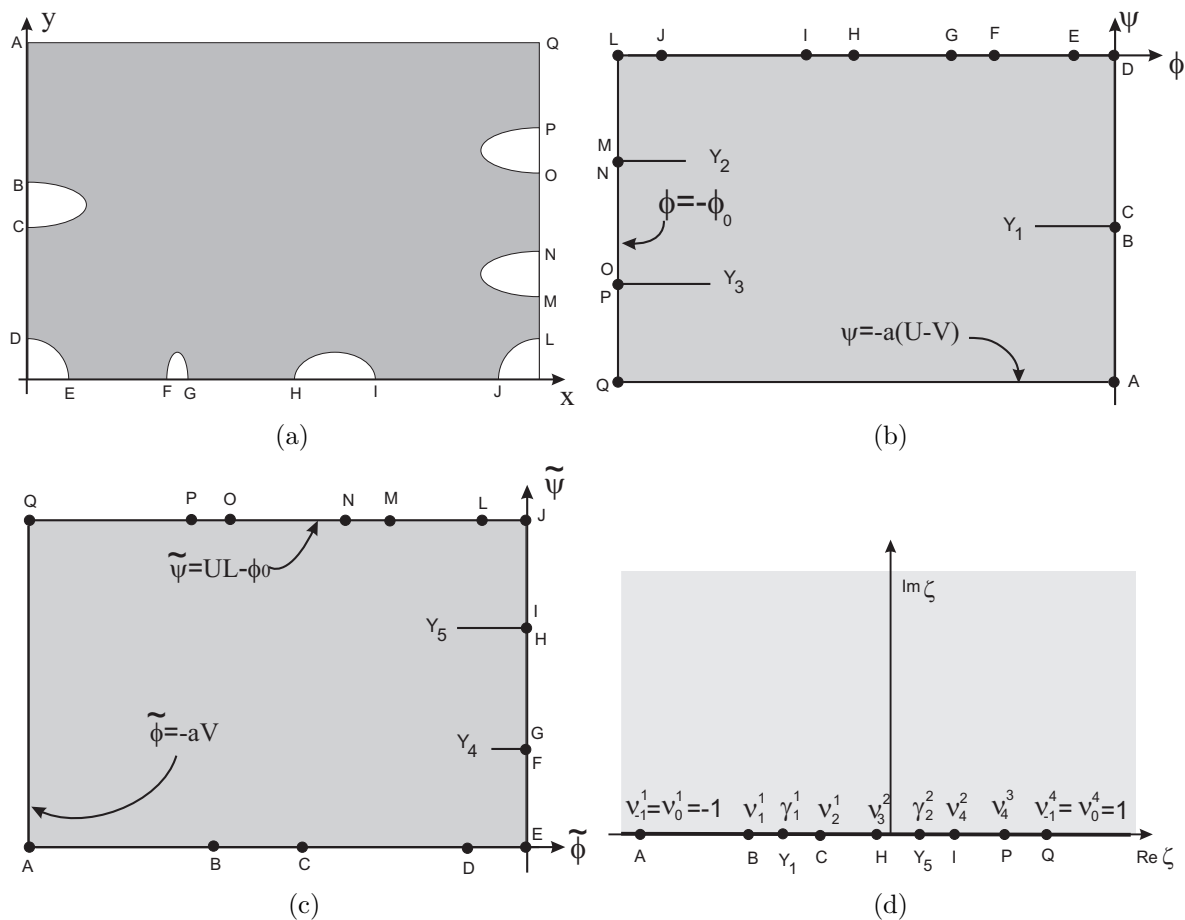 y
A
Q
P
B
O
C
N
M
D
L
E
F
G
H
I
J
x
(a)
ψ
L
J
I
H
G
F
E
ϕ
D
M
N
Y₂
ϕ=-ϕ₀
C
Y₁
B
O
P
Y₃
ψ=-a(U-V)
Q
A
(b)
ψ̃
Q
P
O
N
M
L
J
ψ̃=UL-ϕ₀
I
Y₅
H
ϕ̃=-aV
G
Y₄
F
E
ϕ̃
A
B
C
D
(c)
Im ζ
ν₋₁¹=ν₀¹=-1 ν₁¹ γ₁¹ ν₂¹ ν₃² γ₂² ν₄² ν₄³ ν₋₁⁴=ν₀⁴=1
A B Y₁ C H Y₅ I P Q Re ζ
(d)